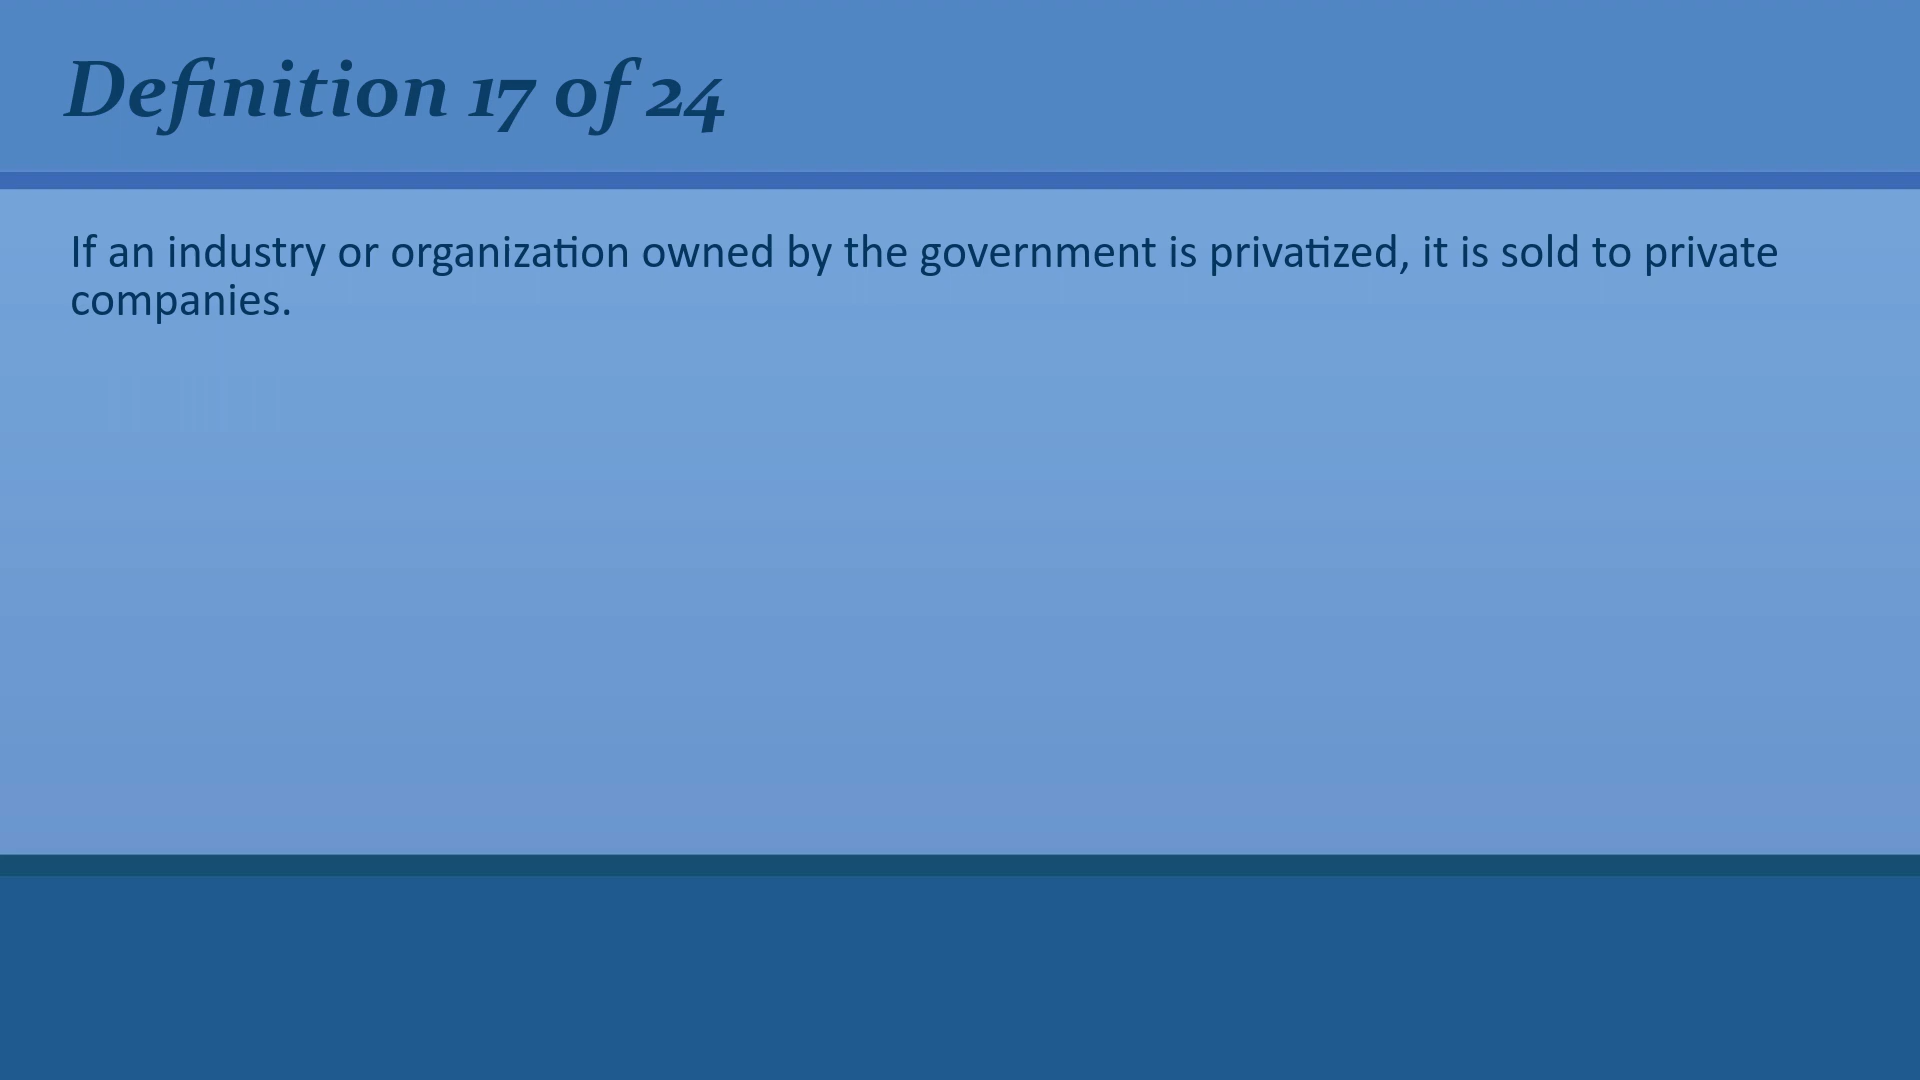 Definition 17 of 24
If an industry or organization owned by the government is privatized, it is sold to private
companies.